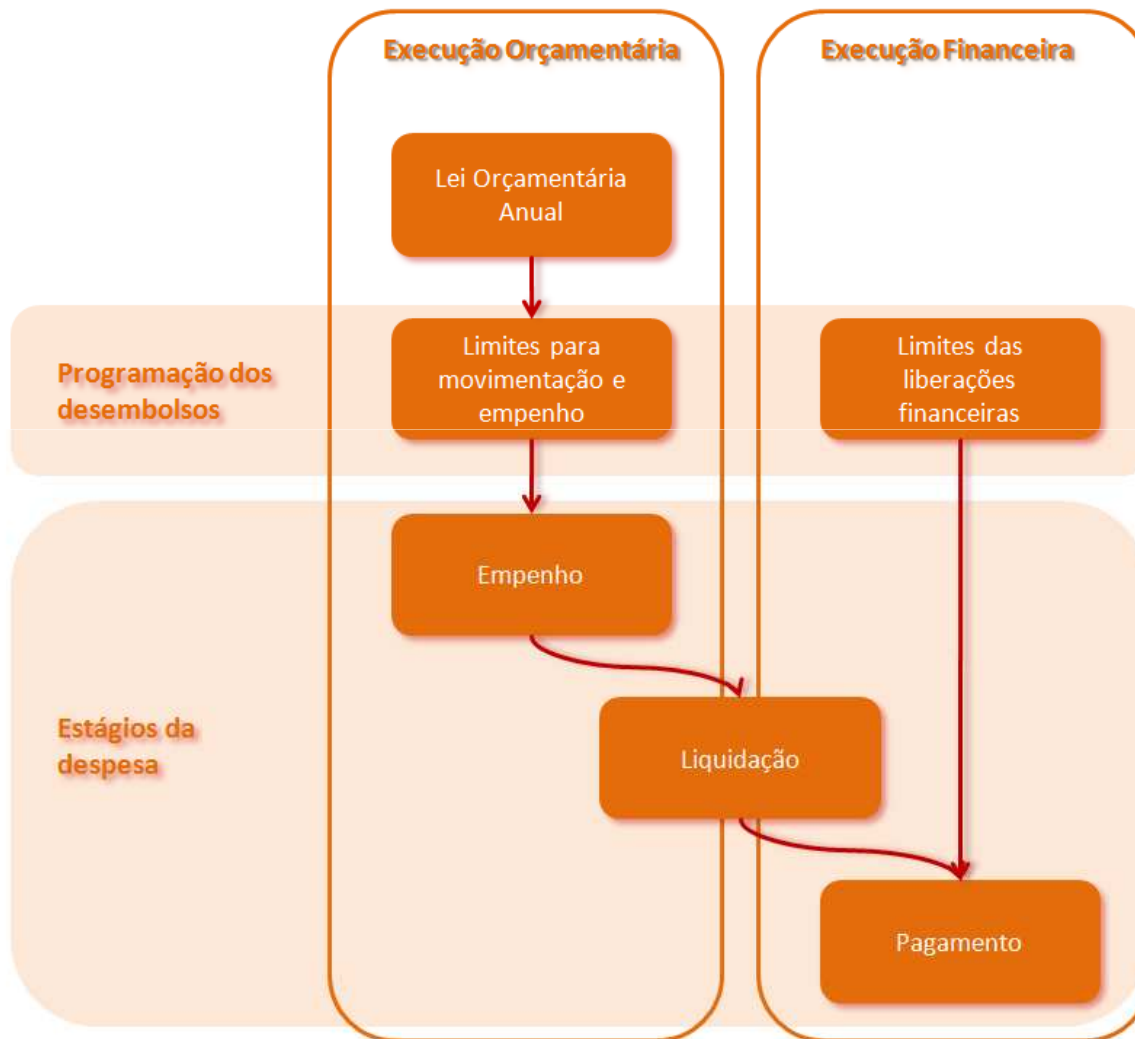 Execução Orçamentária
Execução Financeira
Lei Orçamentária
Anual
Programação dos
desembolsos
Limites para
movimentação e
empenho
Limites das
liberações
financeiras
Empenho
Estágios da
despesa
Liquidação
Pagamento